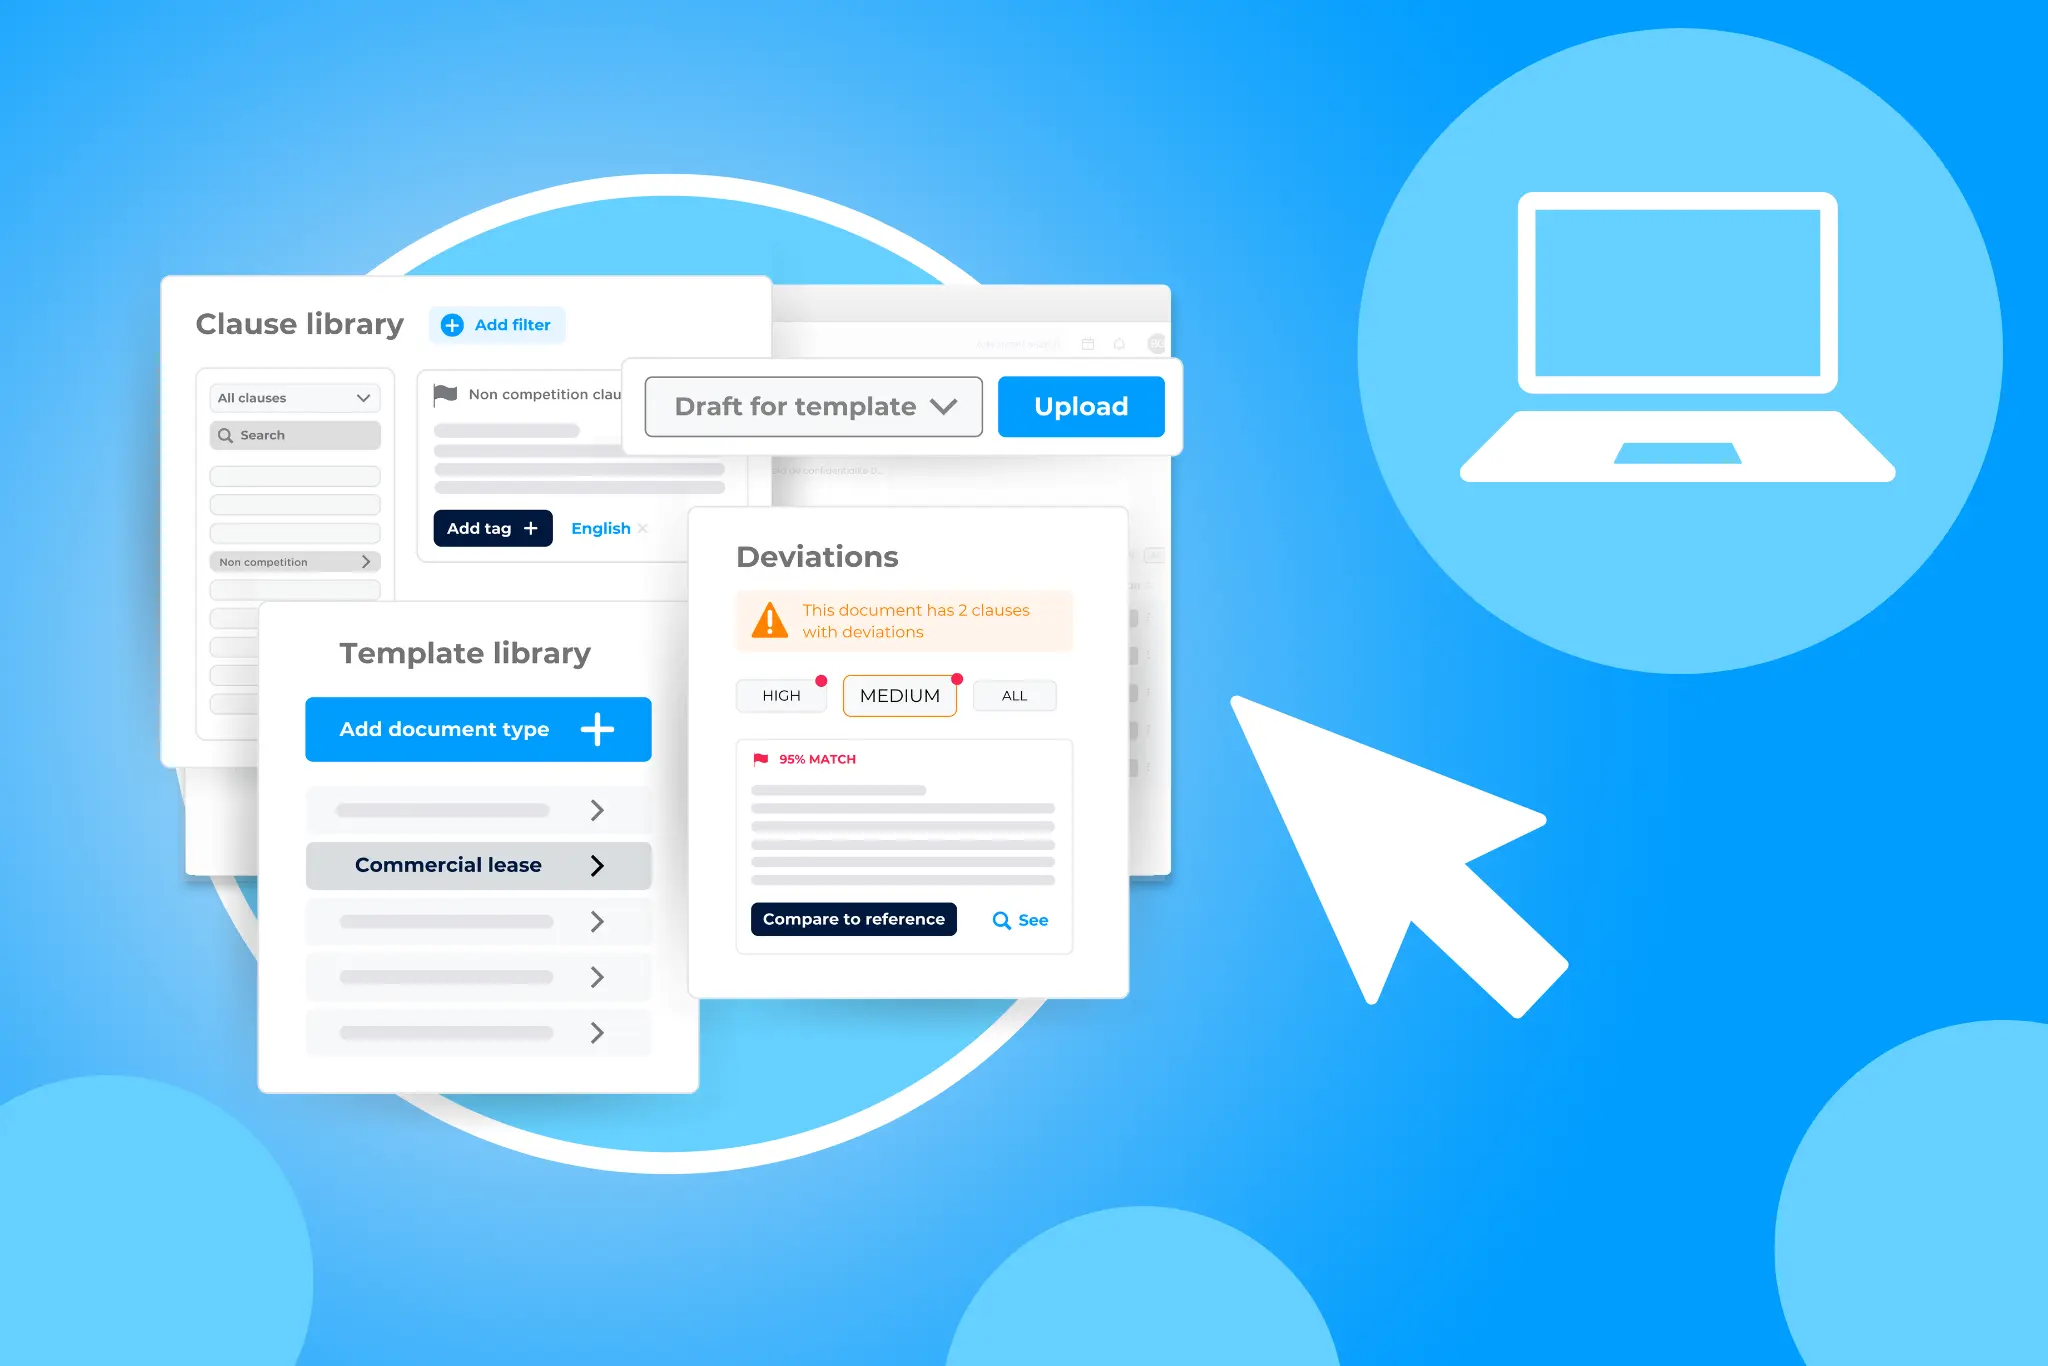 Clause library
Add filter
All clauses
Search
Non competition
Non competition clau
Add tag
English
Draft for template
Upload
Template library
Add document type
Commercial lease
Deviations
This document has 2 clauses
with deviations
HIGH
MEDIUM
ALL
95% MATCH
Compare to reference
See